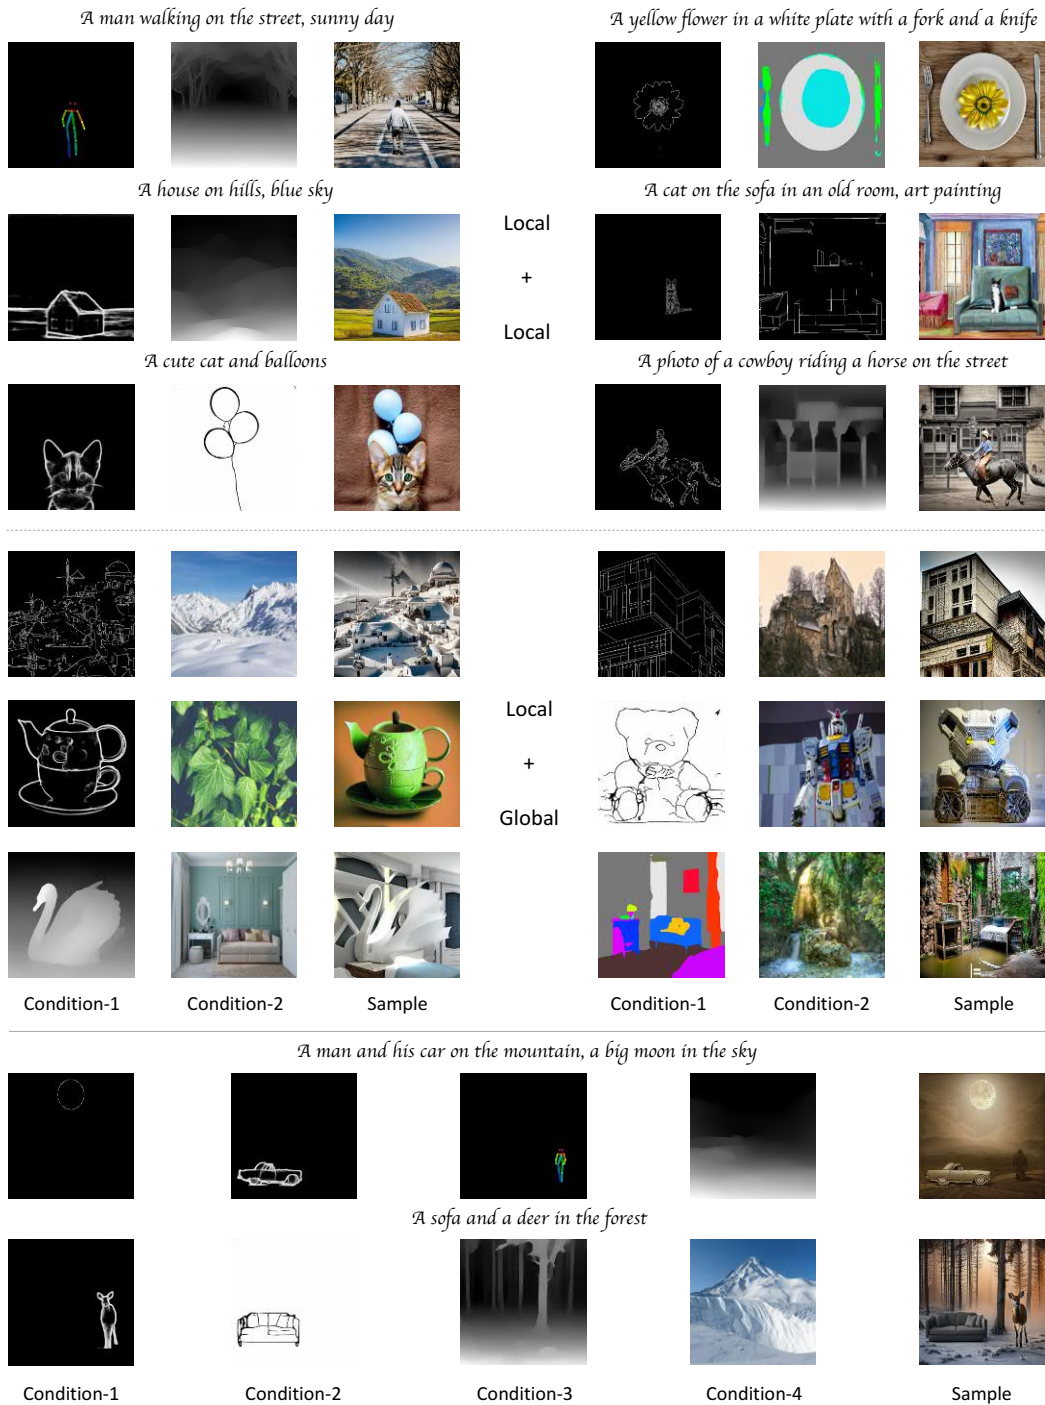 A man walking on the street, sunny day
A yellow flower in a white plate with a fork and a knife
A house on hills, blue sky
A cat on the sofa in an old room, art painting
Local
+
Local
A cute cat and balloons
A photo of a cowboy riding a horse on the street
Local
+
Global
Condition-1
Condition-2
Sample
Condition-1
Condition-2
Sample
A man and his car on the mountain, a big moon in the sky
A sofa and a deer in the forest
Condition-1
Condition-2
Condition-3
Condition-4
Sample